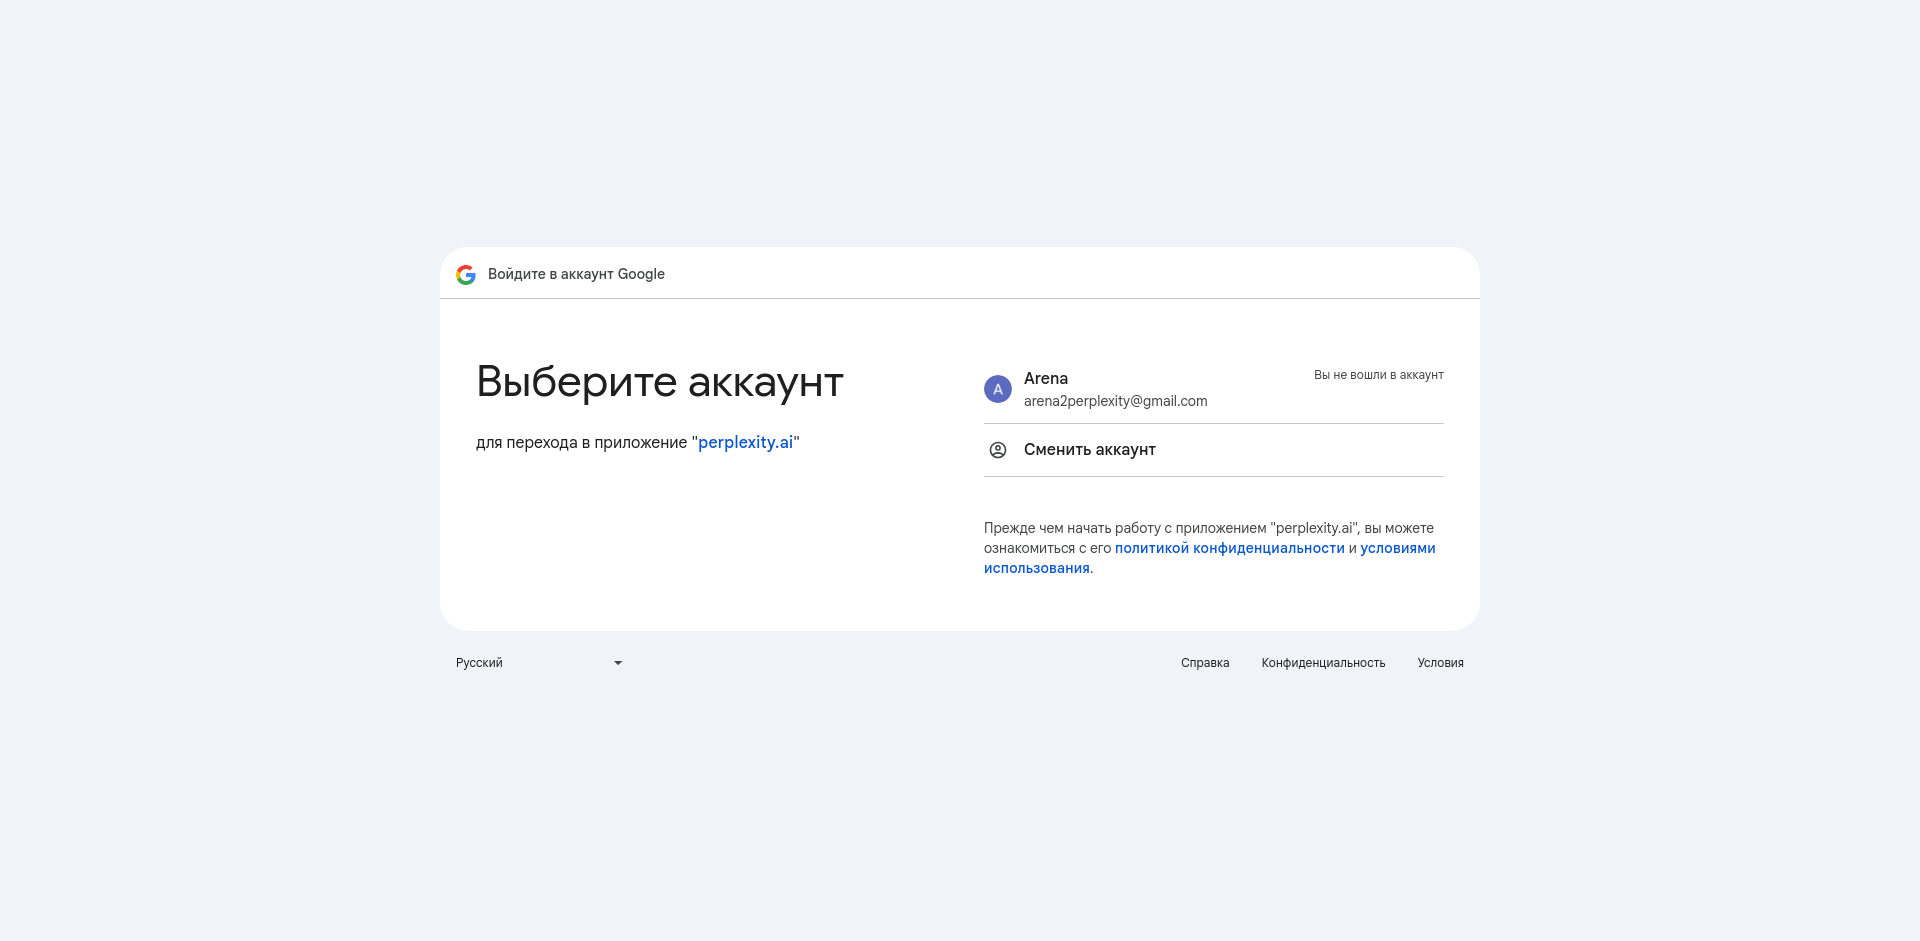 Войдите в аккаунт Google
Выберите аккаунт
для перехода в приложение "perplexity.ai"
A
Arena
arena2perplexity@gmail.com
Вы не вошли в аккаунт
Сменить аккаунт
Прежде чем начать работу с приложением "perplexity.ai", вы можете
ознакомиться с его политикой конфиденциальности и условиями
использования.
Русский
Справка
Конфиденциальность
Условия